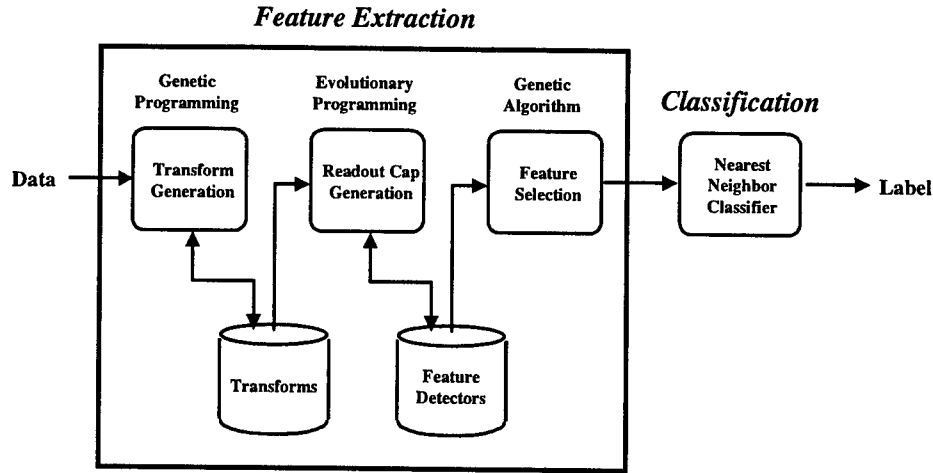 Feature Extraction
Genetic
Programming
Evolutionary
Programming
Genetic
Algorithm
Classification
Data
Transform
Generation
Readout Cap
Generation
Feature
Selection
Nearest
Neighbor
Classifier
Label
Transforms
Feature
Detectors